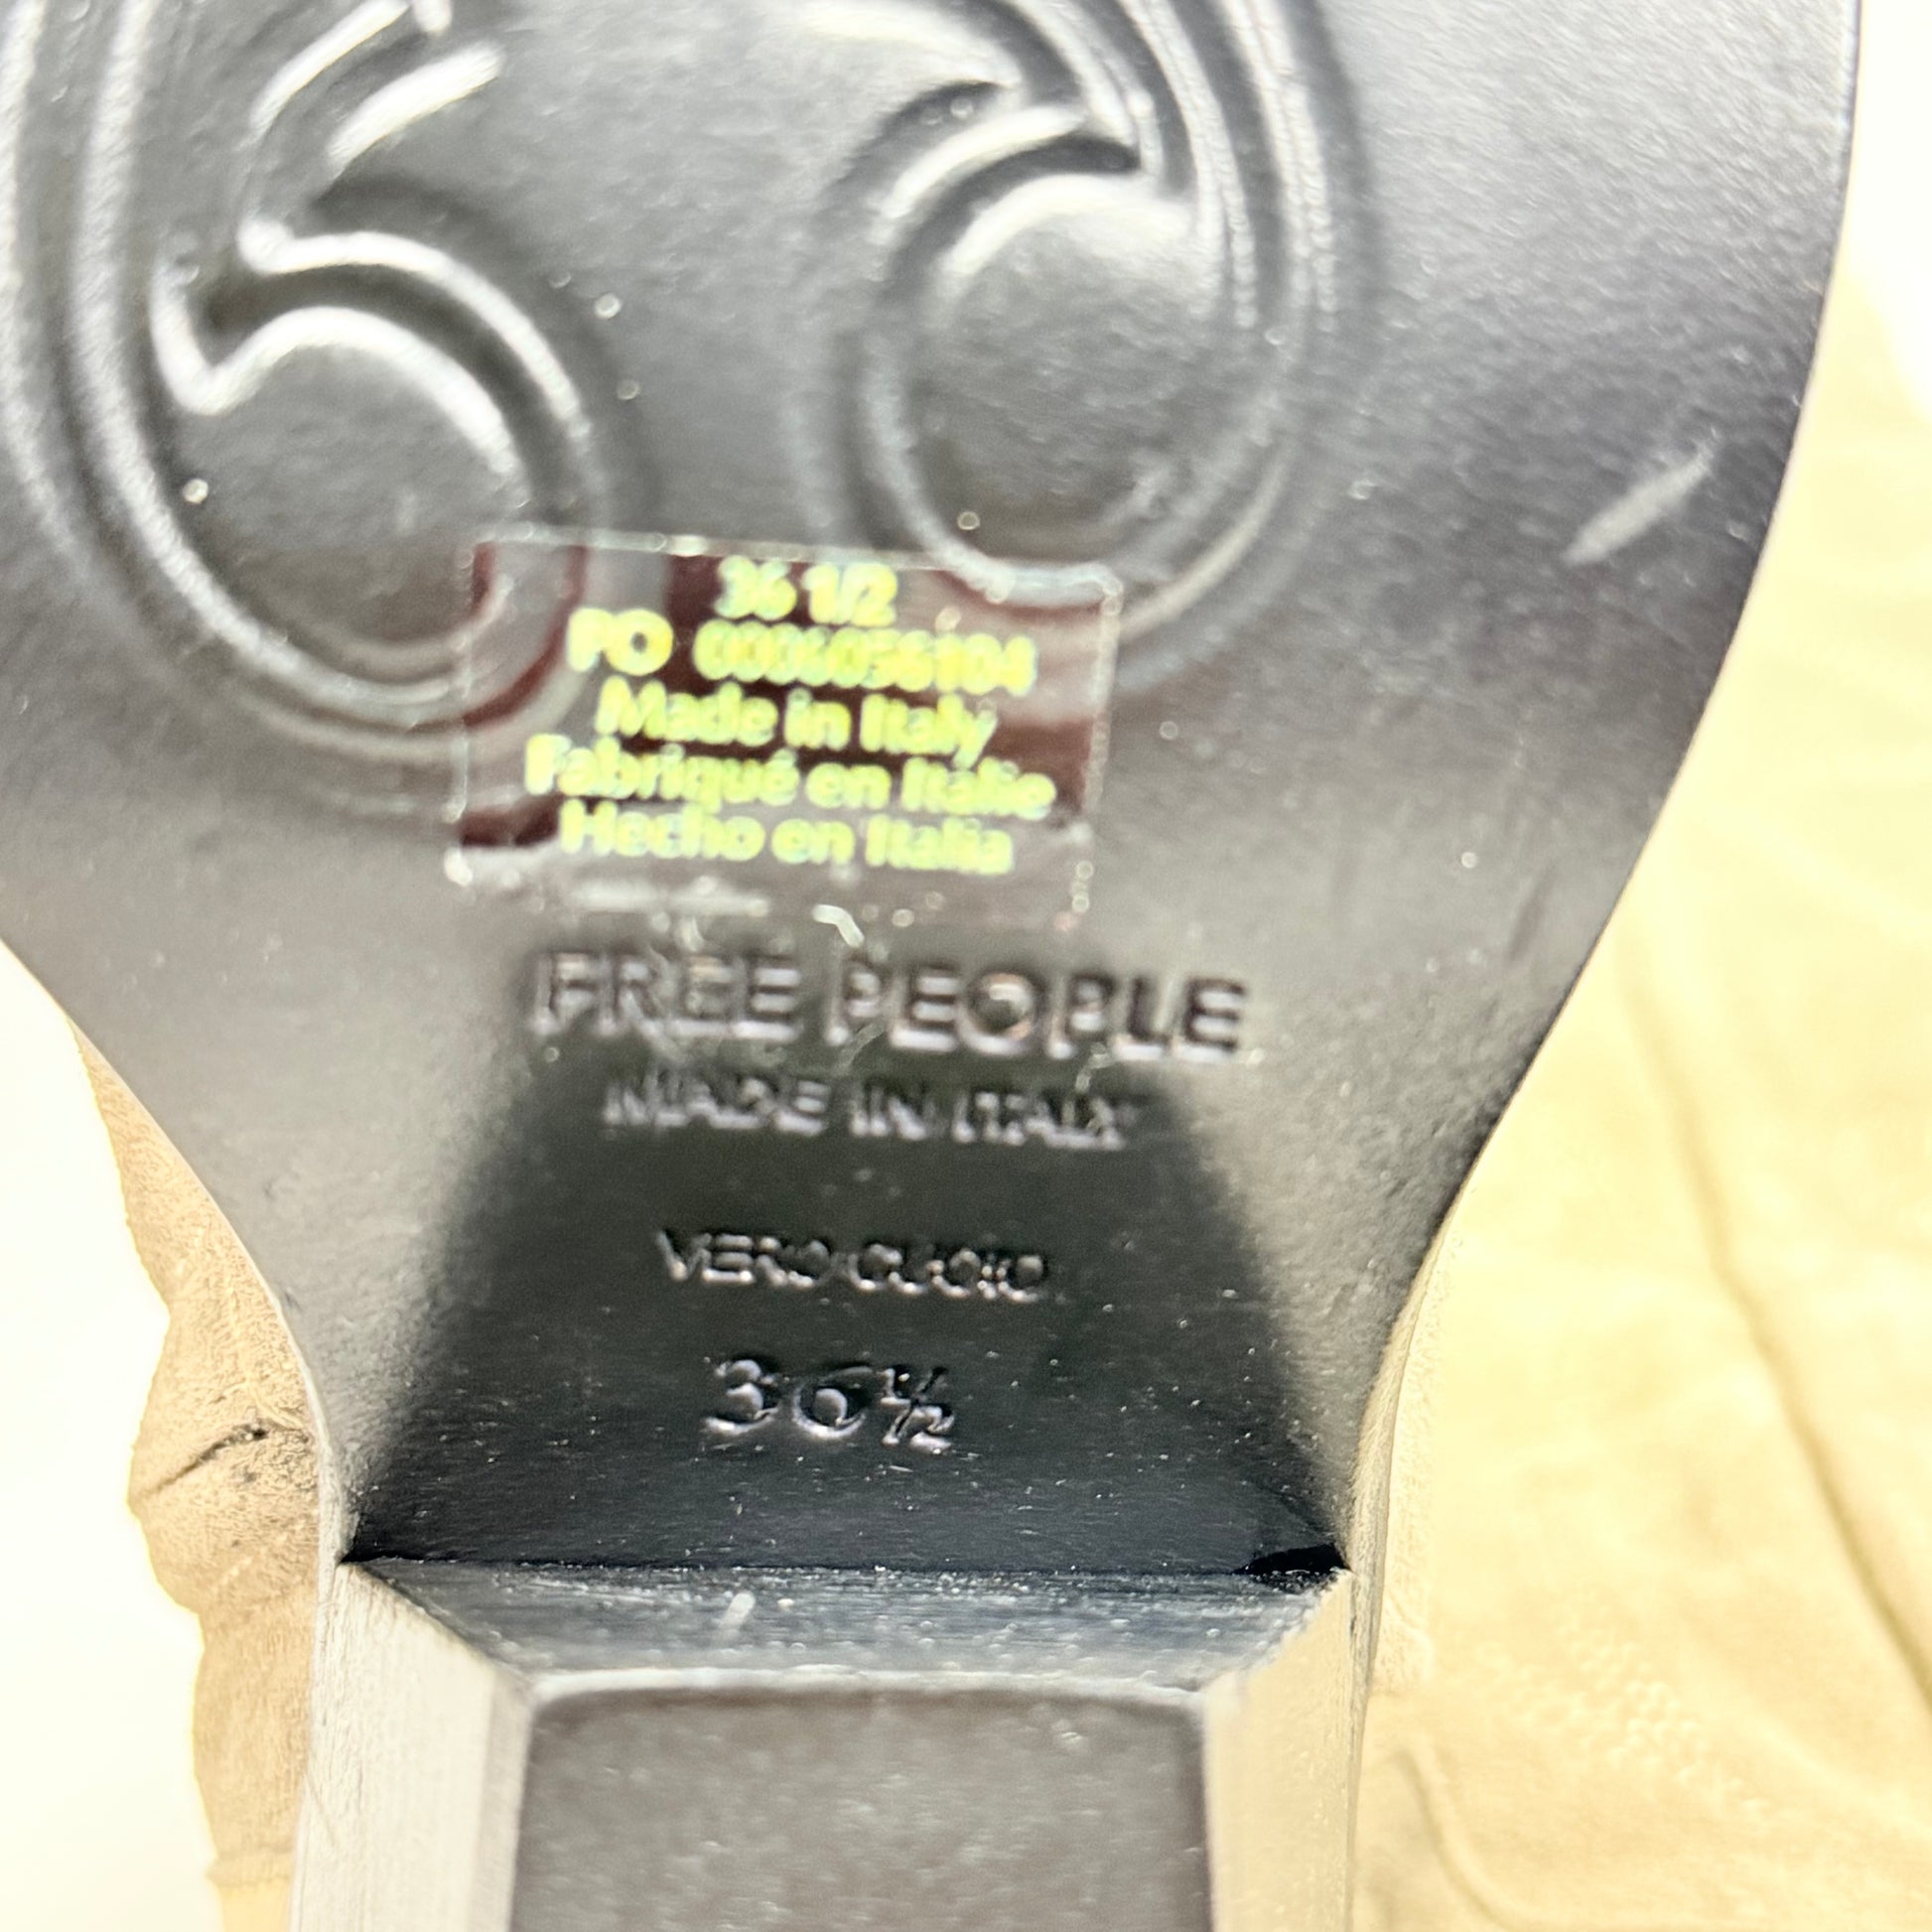 36 1/2
PO 0006056104
Made in Italy
Fabriqué en Italie
Hecho en Italia
FREE PEOPLE
MADE IN ITALY
VERO CUOIO
36½